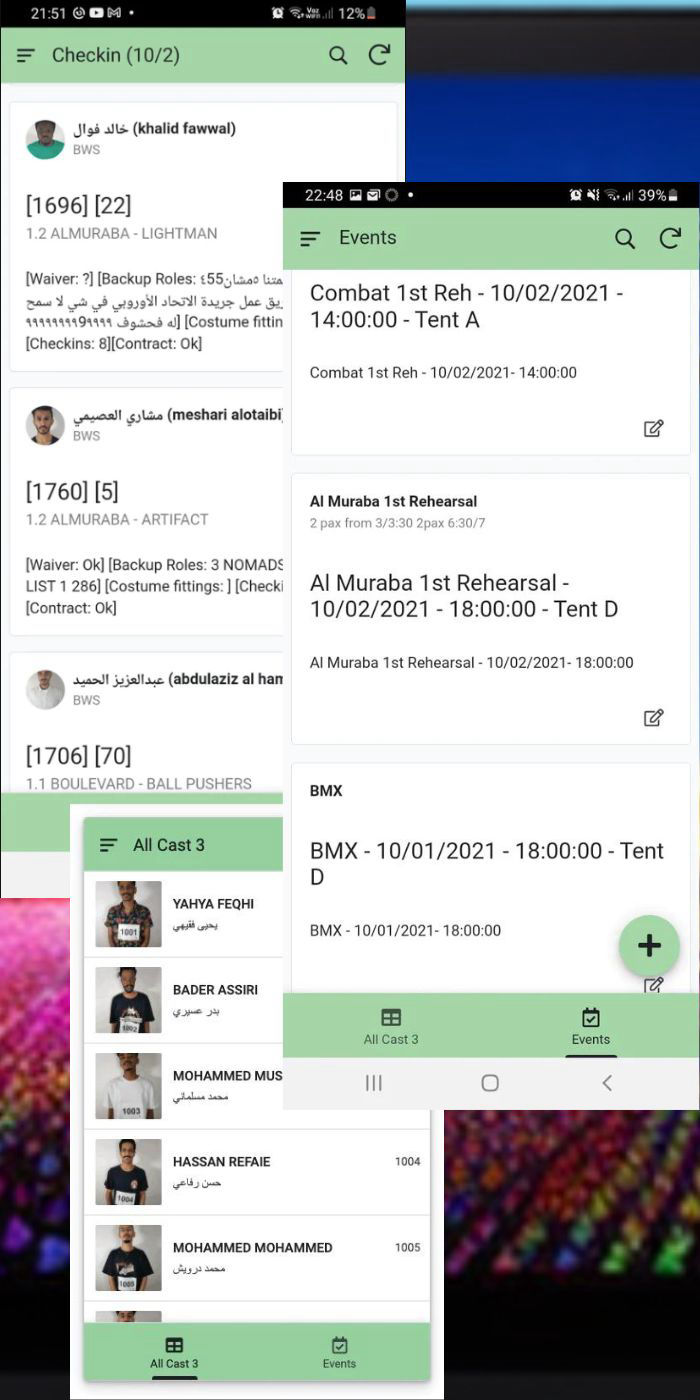 21:51
12%
Checkin (10/2)
خالد فوال (khalid fawwal)
BWS
[1696] [22]
1.2 ALMURABA - LIGHTMAN
[Waiver: ?] [Backup Roles: ٤55متنا ٥مشان
يق عمل جريدة الاتحاد الأوروبي في شي لا سمح
له فحشوف ٩٩٩٩٩٩٩٩9٩٩٩٩] [Costume fittin
[Checkins: 8][Contract: Ok]
مشاري العصيمي (meshari alotaibi)
BWS
[1760] [5]
1.2 ALMURABA - ARTIFACT
[Waiver: Ok] [Backup Roles: 3 NOMADS
LIST 1 286] [Costume fittings: ] [Checki
[Contract: Ok]
عبدالعزيز الحميد (abdulaziz al ham
BWS
[1706] [70]
1.1 BOULEVARD - BALL PUSHERS
22:48
39%
Events
Combat 1st Reh - 10/02/2021 -
14:00:00 - Tent A
Combat 1st Reh - 10/02/2021- 14:00:00
Al Muraba 1st Rehearsal
2 pax from 3/3:30 2pax 6:30/7
Al Muraba 1st Rehearsal -
10/02/2021 - 18:00:00 - Tent D
Al Muraba 1st Rehearsal - 10/02/2021- 18:00:00
BMX
BMX - 10/01/2021 - 18:00:00 - Tent
D
BMX - 10/01/2021- 18:00:00
All Cast 3
Events
All Cast 3
1001
YAHYA FEQHI
يحيى فقيهي
1002
BADER ASSIRI
بدر عسيري
1003
MOHAMMED MUS
محمد مسلماني
1004
HASSAN REFAIE 1004
حسن رفاعي
1005
MOHAMMED MOHAMMED 1005
محمد درويش
All Cast 3
Events